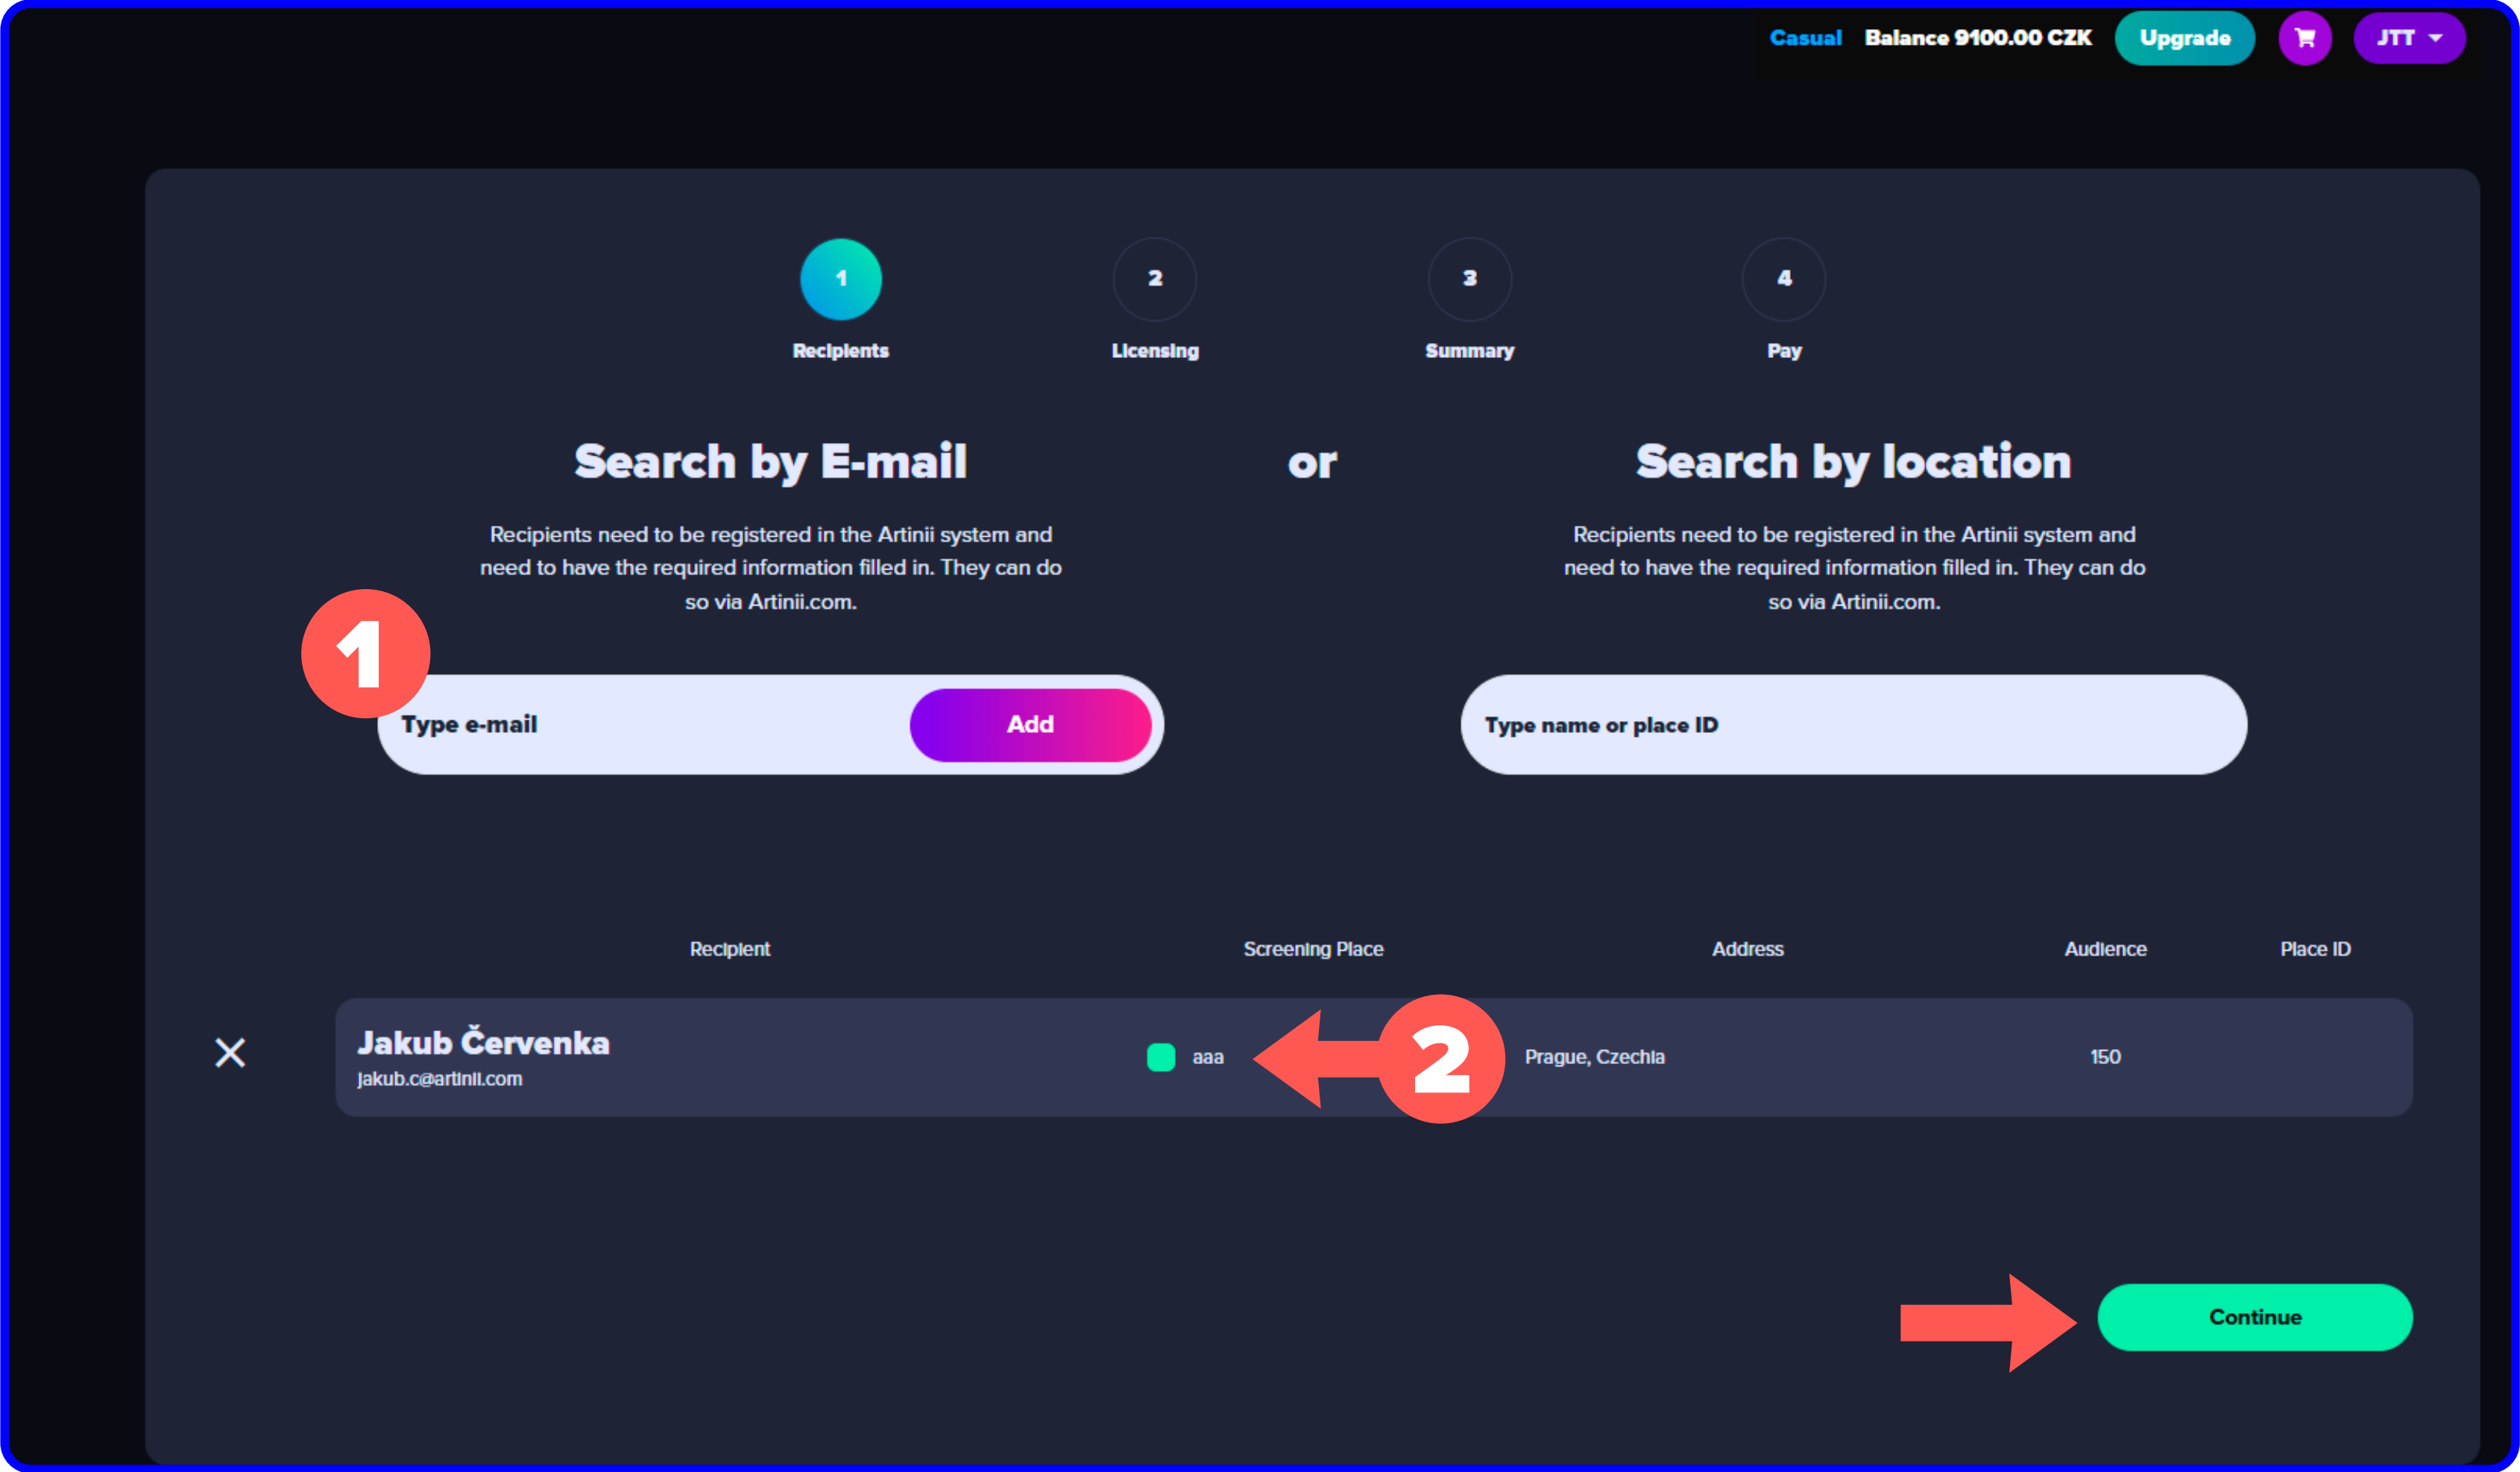 Casual Balance 9100.00 CZK Upgrade JTT
1 2 3 4
Recipients Licensing Summary Pay
Search by E-mail or Search by location
Recipients need to be registered in the Artinii system and
need to have the required information filled in. They can do
so via Artinii.com.
Recipients need to be registered in the Artinii system and
need to have the required information filled in. They can do
so via Artinii.com.
1
Type e-mail Add
Type name or place ID
Recipient Screening Place Address Audience Place ID
Jakub Červenka
jakub.c@artinii.com
aaa 2 Prague, Czechia 150
Continue